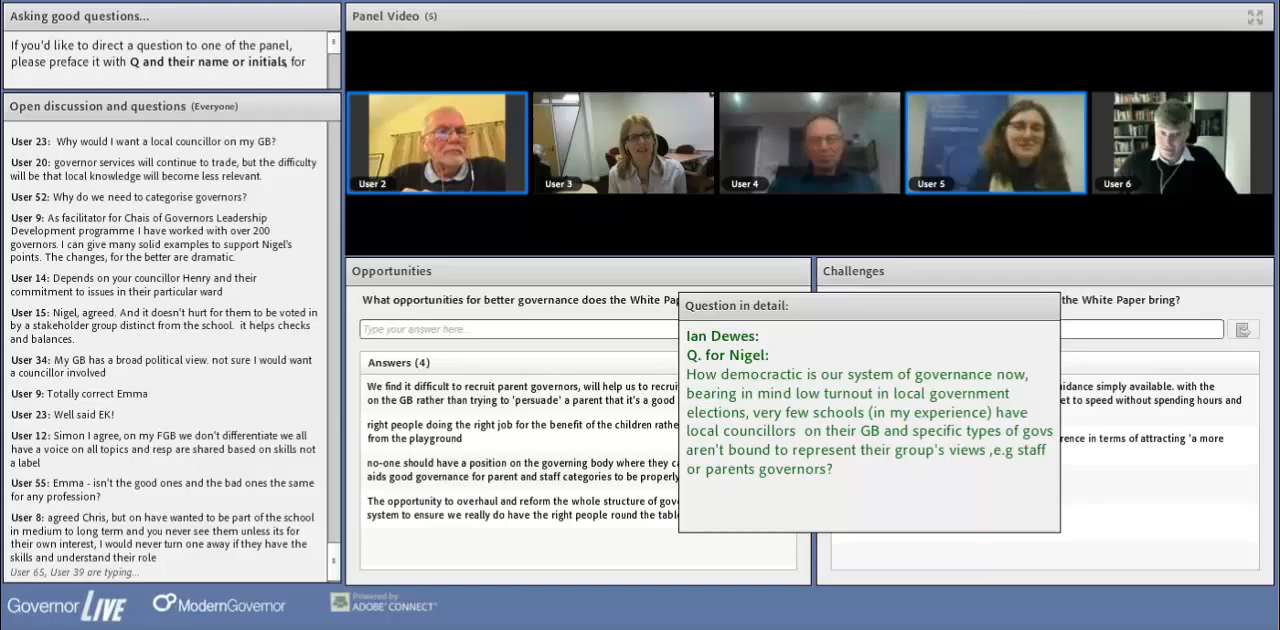 Asking good questions...
If you'd like to direct a question to one of the panel,
please preface it with Q and their name or initials, for
Open discussion and questions (Everyone)
User 23: Why would I want a local councillor on my GB?
User 20: governor services will continue to trade, but the difficulty
will be that local knowledge will become less relevant.
User 52: Why do we need to categorise governors?
User 9: As facilitator for Chais of Governors Leadership
Development programme I have worked with over 200
governors. I can give many solid examples to support Nigel's
points. The changes, for the better are dramatic.
User 14: Depends on your councillor Henry and their
commitment to issues in their particular ward
User 15: Nigel, agreed. And it doesn't hurt for them to be voted in
by a stakeholder group distinct from the school. it helps checks
and balances.
User 34: My GB has a broad political view. not sure I would want
a councillor involved
User 9: Totally correct Emma
User 23: Well said EK!
User 12: Simon I agree, on my FGB we don't differentiate we all
have a voice on all topics and resp are shared based on skills not
a label
User 55: Emma - isn't the good ones and the bad ones the same
for any profession?
User 8: agreed Chris, but on have wanted to be part of the school
in medium to long term and you never see them unless its for
their own interest, I would never turn one away if they have the
skills and understand their role
User 65, User 39 are typing...
Panel Video (5)
User 2
User 3
User 4
User 5
User 6
Opportunities
What opportunities for better governance does the White Pap
Type your answer here...
Answers (4)
We find it difficult to recruit parent governors, will help us to recrui
on the GB rather than trying to 'persuade' a parent that it's a good
right people doing the right job for the benefit of the children rathe
from the playground
no-one should have a position on the governing body where they ca
aids good governance for parent and staff categories to be properly
The opportunity to overhaul and reform the whole structure of gove
system to ensure we really do have the right people round the table
Challenges
the White Paper bring?
idance simply available. with the
et to speed without spending hours and
rence in terms of attracting 'a more
Question in detail:
Ian Dewes:
Q. for Nigel:
How democractic is our system of governance now,
bearing in mind low turnout in local government
elections, very few schools (in my experience) have
local councillors on their GB and specific types of govs
aren't bound to represent their group's views ,e.g staff
or parents governors?
Governor LIVE
ModernGovernor
Powered by
ADOBE® CONNECT™